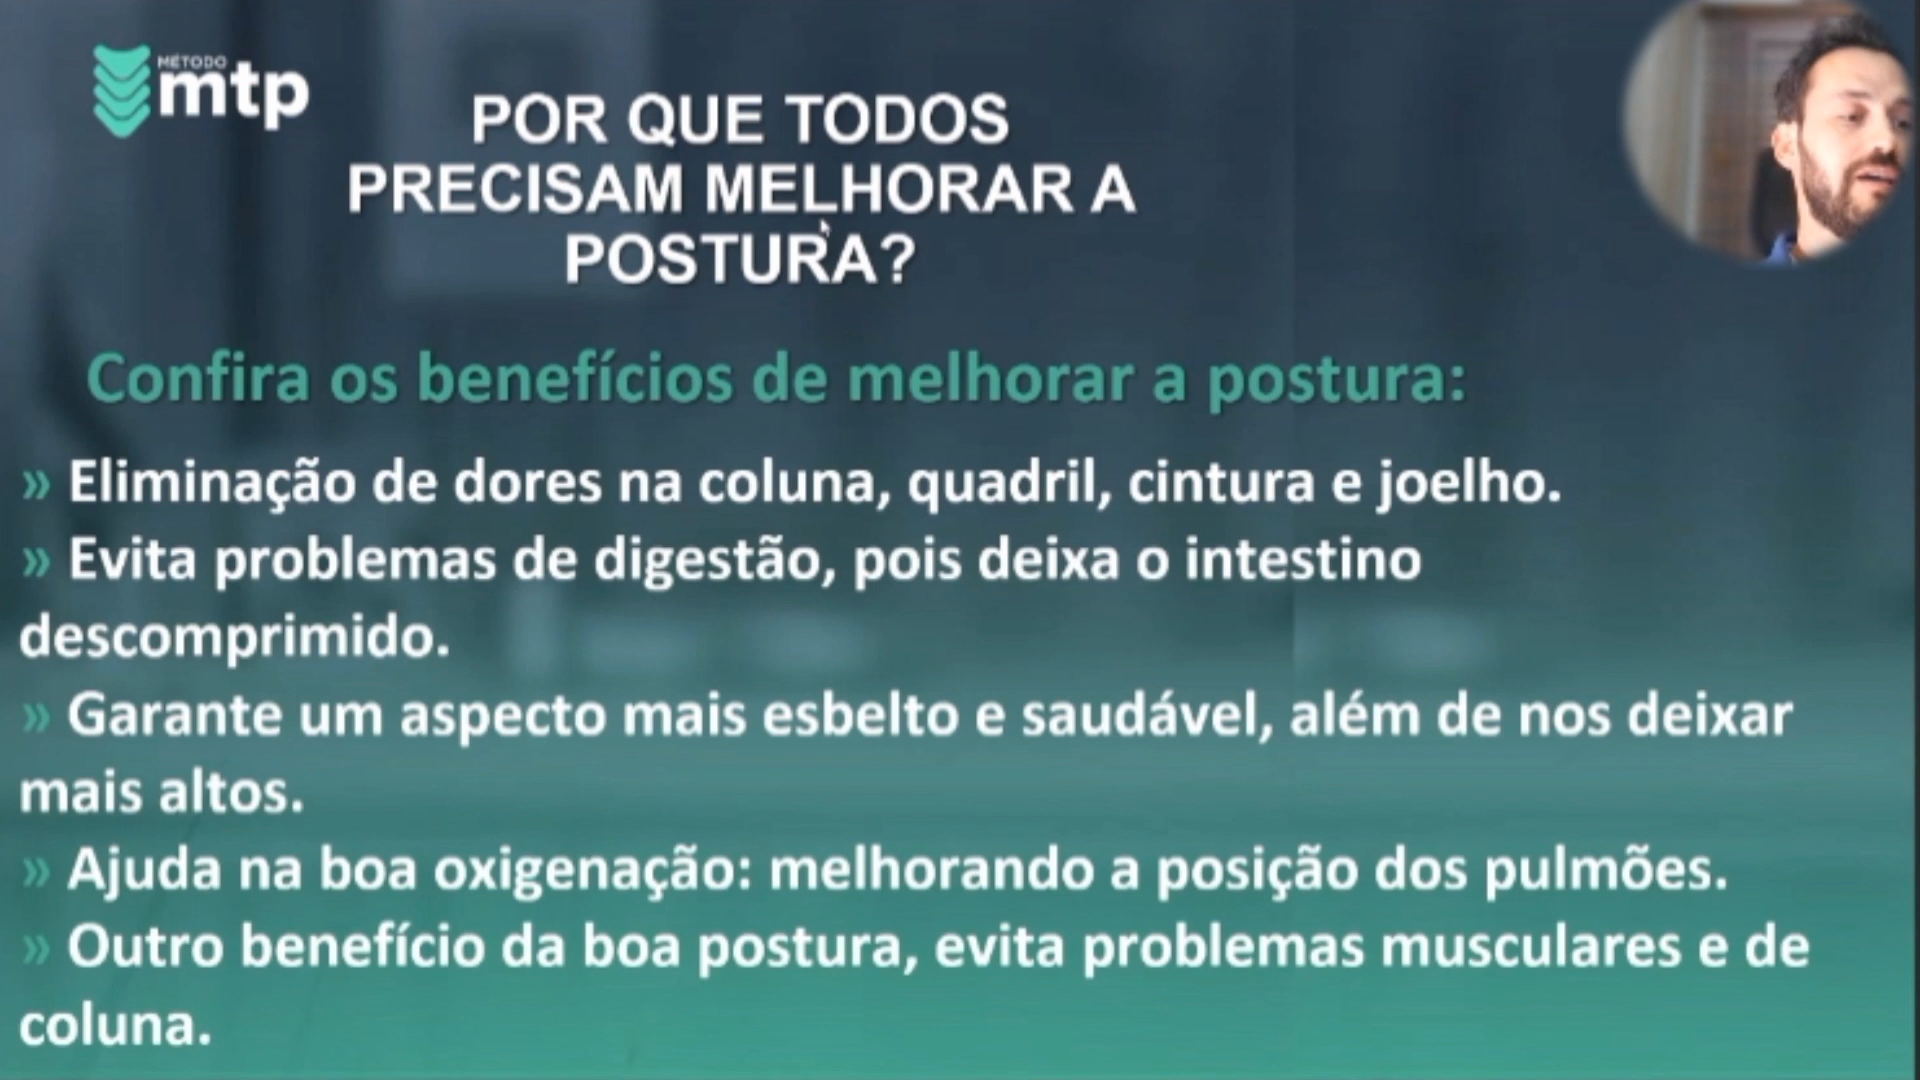 MÉTODO
mtp
POR QUE TODOS
PRECISAM MELHORAR A
POSTURA?
Confira os benefícios de melhorar a postura:
» Eliminação de dores na coluna, quadril, cintura e joelho.
» Evita problemas de digestão, pois deixa o intestino
descomprimido.
» Garante um aspecto mais esbelto e saudável, além de nos deixar
mais altos.
» Ajuda na boa oxigenação: melhorando a posição dos pulmões.
» Outro benefício da boa postura, evita problemas musculares e de
coluna.